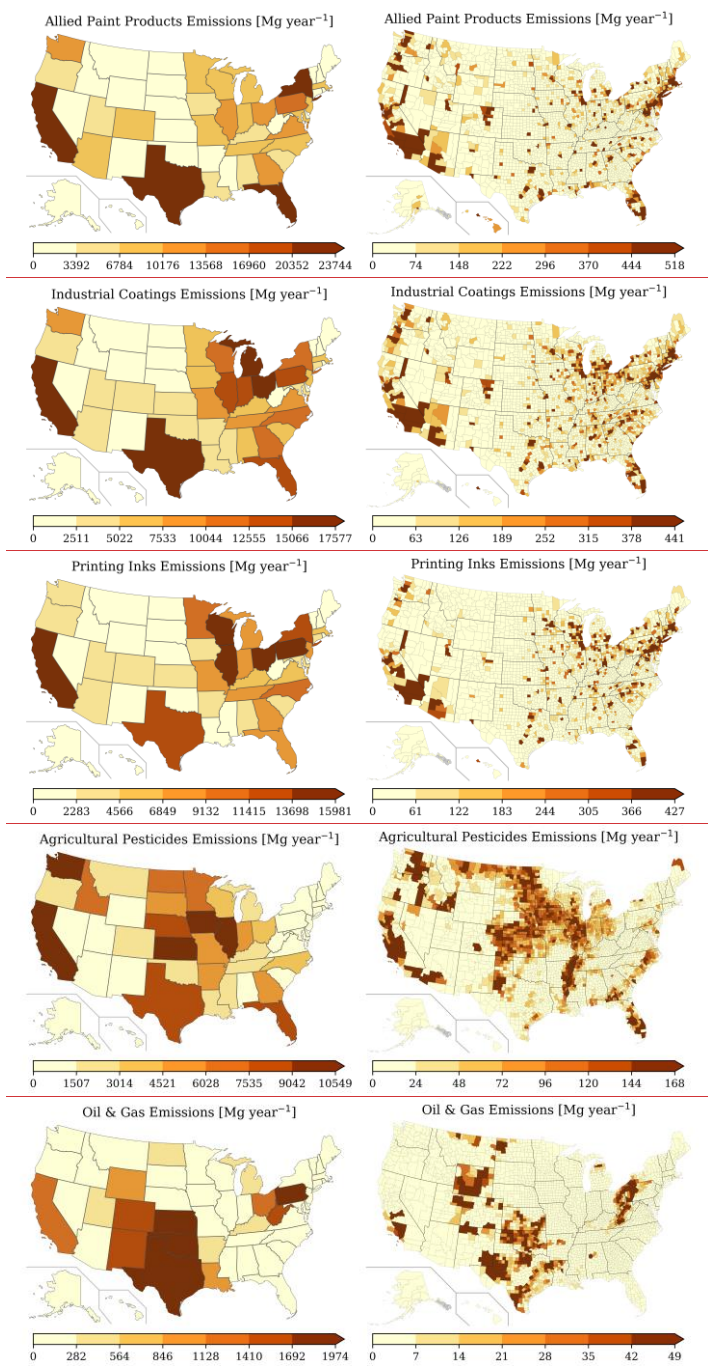 Allied Paint Products Emissions [Mg year⁻¹]
0 3392 6784 10176 13568 16960 20352 23744
Allied Paint Products Emissions [Mg year⁻¹]
0 74 148 222 296 370 444 518
Industrial Coatings Emissions [Mg year⁻¹]
0 2511 5022 7533 10044 12555 15066 17577
Industrial Coatings Emissions [Mg year⁻¹]
0 63 126 189 252 315 378 441
Printing Inks Emissions [Mg year⁻¹]
0 2283 4566 6849 9132 11415 13698 15981
Printing Inks Emissions [Mg year⁻¹]
0 61 122 183 244 305 366 427
Agricultural Pesticides Emissions [Mg year⁻¹]
0 1507 3014 4521 6028 7535 9042 10549
Agricultural Pesticides Emissions [Mg year⁻¹]
0 24 48 72 96 120 144 168
Oil & Gas Emissions [Mg year⁻¹]
0 282 564 846 1128 1410 1692 1974
Oil & Gas Emissions [Mg year⁻¹]
0 7 14 21 28 35 42 49